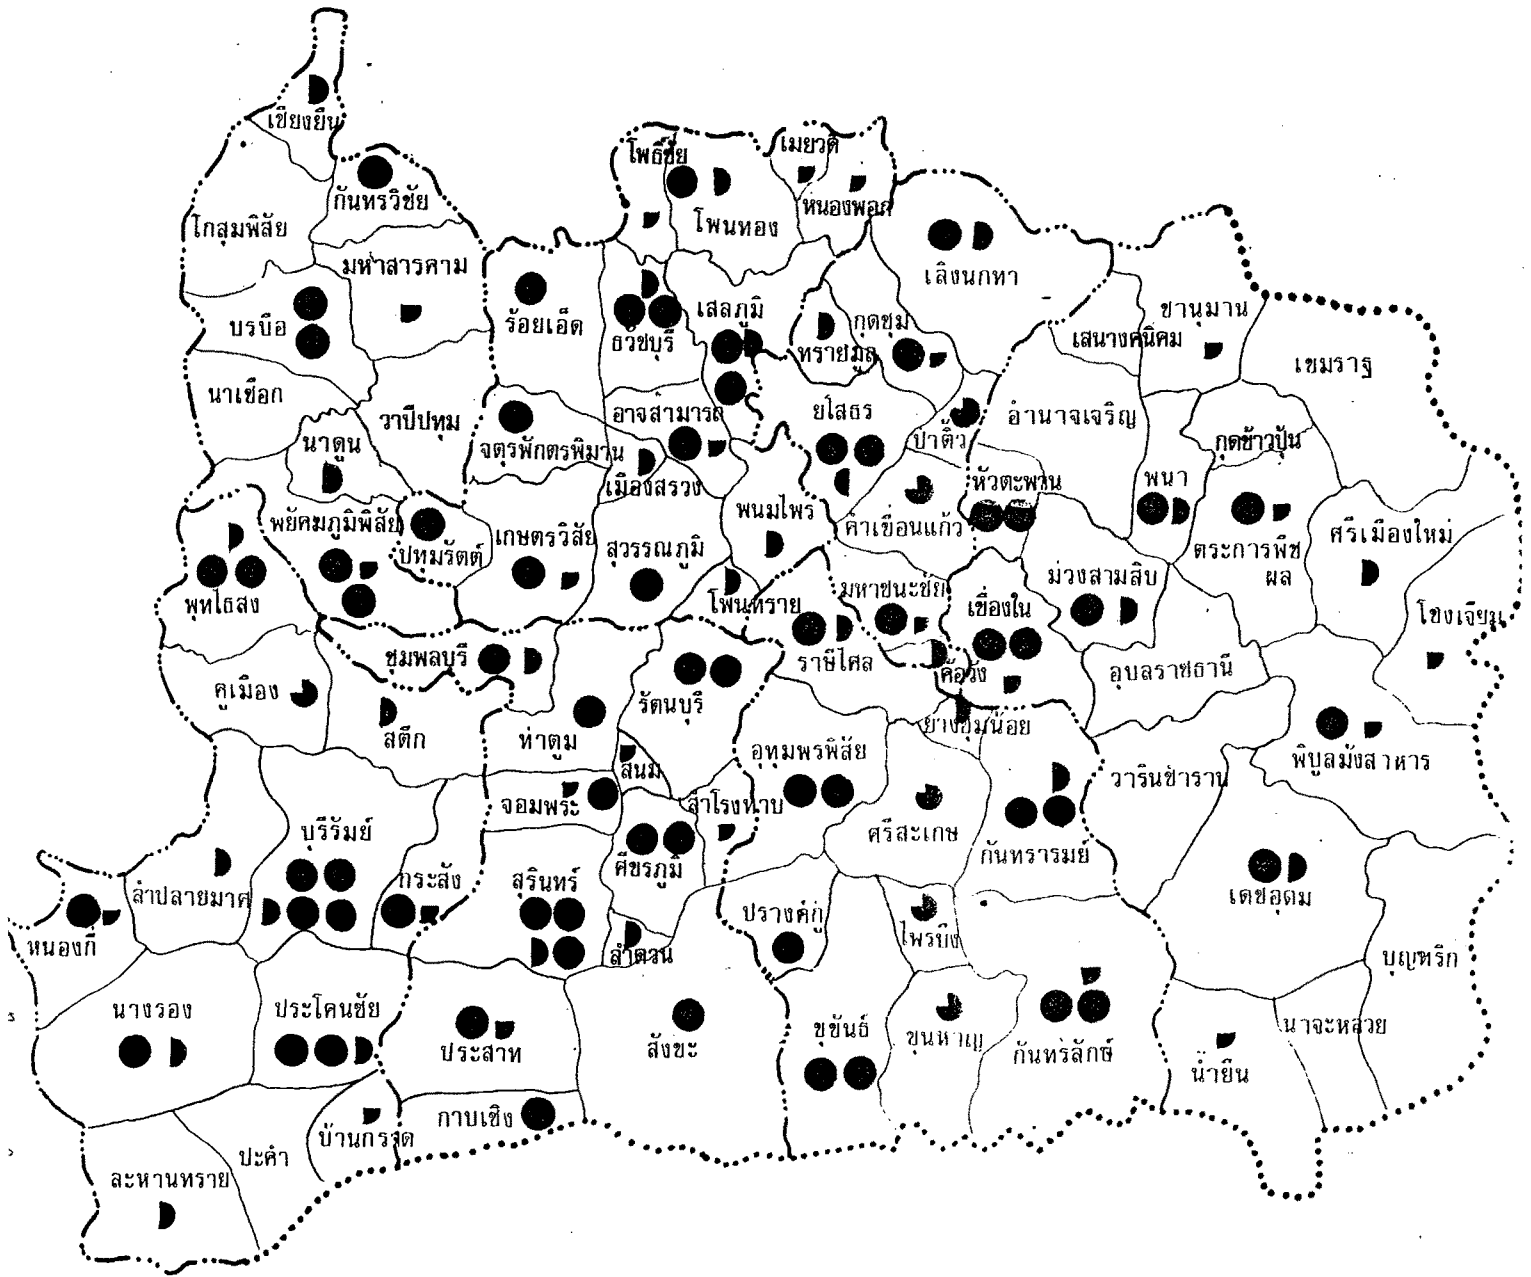 เชียงยืน
กันทรวิชัย
โกสุมพิสัย
มหาสารคาม
บรบือ
นาเชือก
วาปีปทุม
นาดูน
พยัคฆภูมิพิสัย
ปทุมรัตต์
โพธิ์ชัย
โพนทอง
เมยวดี
หนองพอก
ร้อยเอ็ด
ธวัชบุรี
เสลภูมิ
จตุรพักตรพิมาน
อาจสามารถ
เมืองสรวง
เกษตรวิสัย
สุวรรณภูมิ
พนมไพร
โพนทราย
เลิงนกทา
ทรายมูล
กุดชุม
ยโสธร
ป่าติ้ว
คำเขื่อนแก้ว
มหาชนะชัย
ค้อวัง
เสนางคนิคม
ชานุมาน
เขมราฐ
อำนาจเจริญ
กุดข้าวปุ้น
หัวตะพาน
พนา
ตระการพืช
ผล
ศรีเมืองใหม่
ม่วงสามสิบ
เขื่องใน
โขงเจียม
อุบลราชธานี
พิบูลมังสาหาร
วารินชำราบ
เดชอุดม
บุญฑริก
นาจะหลวย
น้ำยืน
พุทไธสง
คูเมือง
สตึก
ชุมพลบุรี
ท่าตูม
รัตนบุรี
สนม
จอมพระ
สำโรงทาบ
ศีขรภูมิ
สุรินทร์
ลำดวน
ราษีไศล
ยางชุมน้อย
อุทุมพรพิสัย
ศรีสะเกษ
กันทรารมย์
ปรางค์กู่
ไพรบึง
ขุขันธ์
ขุนหาญ
กันทรลักษ์
บุรีรัมย์
กระสัง
ลำปลายมาศ
หนองกี่
นางรอง
ประโคนชัย
ประสาท
สังขะ
กาบเชิง
บ้านกรวด
ปะคำ
ละหานทราย